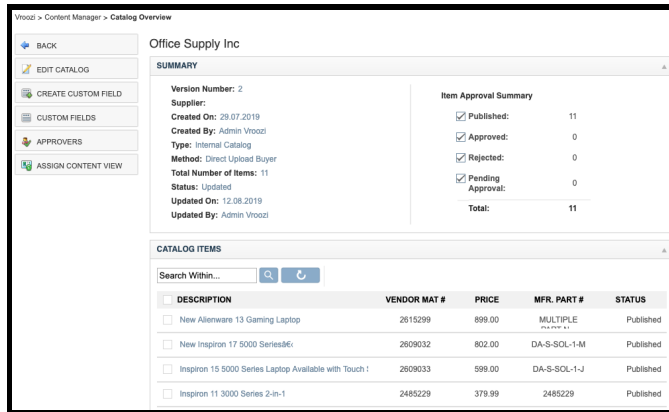 Vroozi > Content Manager > Catalog Overview
BACK
EDIT CATALOG
CREATE CUSTOM FIELD
CUSTOM FIELDS
APPROVERS
ASSIGN CONTENT VIEW
Office Supply Inc
SUMMARY
Version Number: 2
Supplier:
Created On: 29.07.2019
Created By: Admin Vroozi
Type: Internal Catalog
Method: Direct Upload Buyer
Total Number of Items: 11
Status: Updated
Updated On: 12.08.2019
Updated By: Admin Vroozi
Item Approval Summary
Published: 11
Approved: 0
Rejected: 0
Pending
Approval: 0
Total: 11
CATALOG ITEMS
Search Within...
DESCRIPTION VENDOR MAT # PRICE MFR. PART # STATUS
New Alienware 13 Gaming Laptop 2615299 899.00 MULTIPLE Published
New Inspiron 17 5000 Seriesâ€‹ 2609032 802.00 DA-S-SOL-1-M Published
Inspiron 15 5000 Series Laptop Available with Touch 2609033 599.00 DA-S-SOL-1-J Published
Inspiron 11 3000 Series 2-in-1 2485229 379.99 2485229 Published